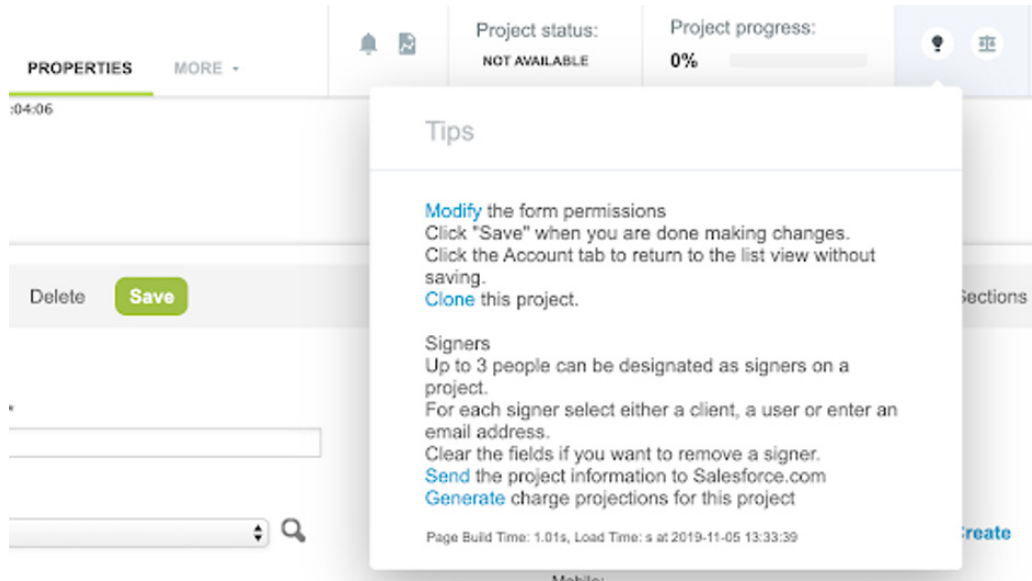 Project status:
Project progress:
PROPERTIES
MORE
NOT AVAILABLE
0%
:04:06
Tips
Modify the form permissions
Click "Save" when you are done making changes.
Click the Account tab to return to the list view without
saving.
Clone this project.
Delete
Save
Sections
Signers
Up to 3 people can be designated as signers on a
project.
For each signer select either a client, a user or enter an
email address.
Clear the fields if you want to remove a signer.
Send the project information to Salesforce.com
Generate charge projections for this project
Page Build Time: 1.01s, Load Time: s at 2019-11-05 13:33:39
Create
Mobile: